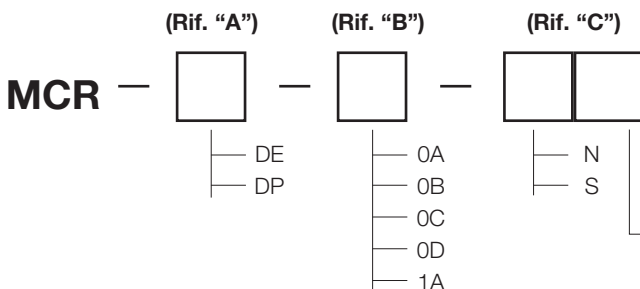 (Rif. “A”) (Rif. “B”) (Rif. “C”)
MCR — — —
DE 0A N
DP 0B S
0C
0D
1A